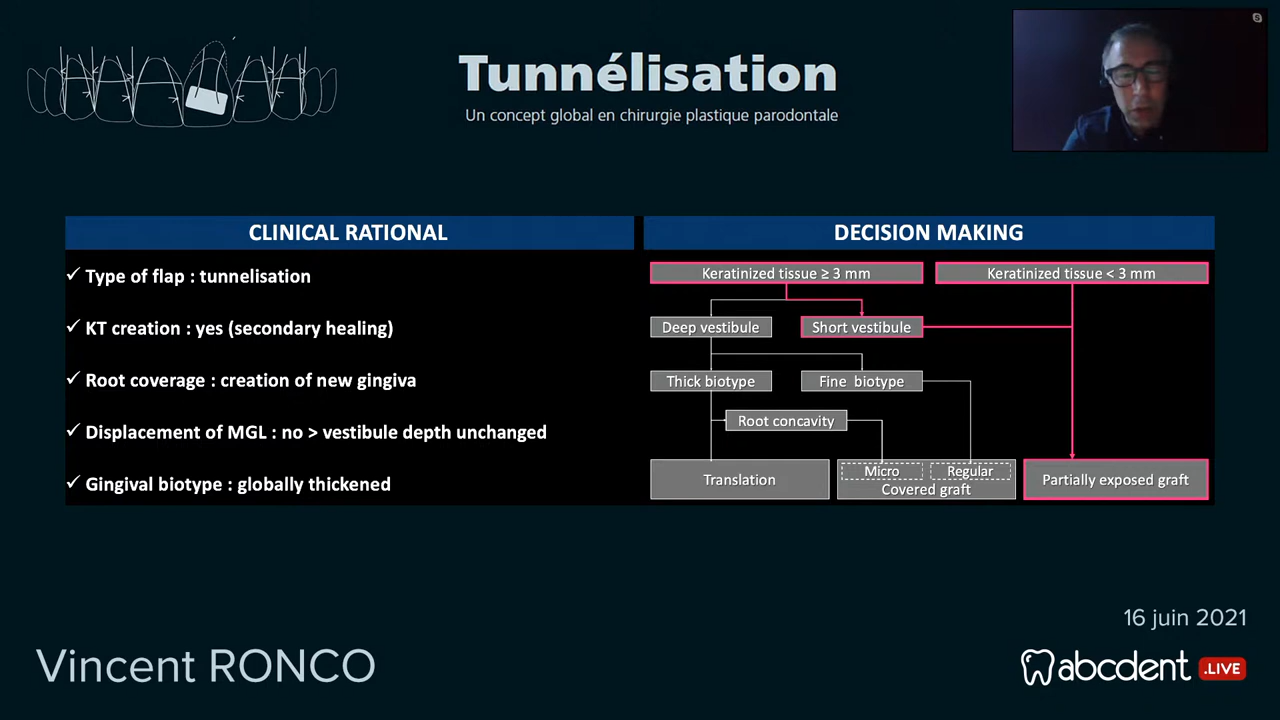 Tunnélisation
Un concept global en chirurgie plastique parodontale
CLINICAL RATIONAL
✓ Type of flap : tunnelisation
✓ KT creation : yes (secondary healing)
✓ Root coverage : creation of new gingiva
✓ Displacement of MGL : no > vestibule depth unchanged
✓ Gingival biotype : globally thickened
DECISION MAKING
Keratinized tissue ≥ 3 mm
Keratinized tissue < 3 mm
Deep vestibule
Short vestibule
Thick biotype
Fine biotype
Root concavity
Translation
Micro
Regular
Covered graft
Partially exposed graft
16 juin 2021
Vincent RONCO
abcdent .LIVE